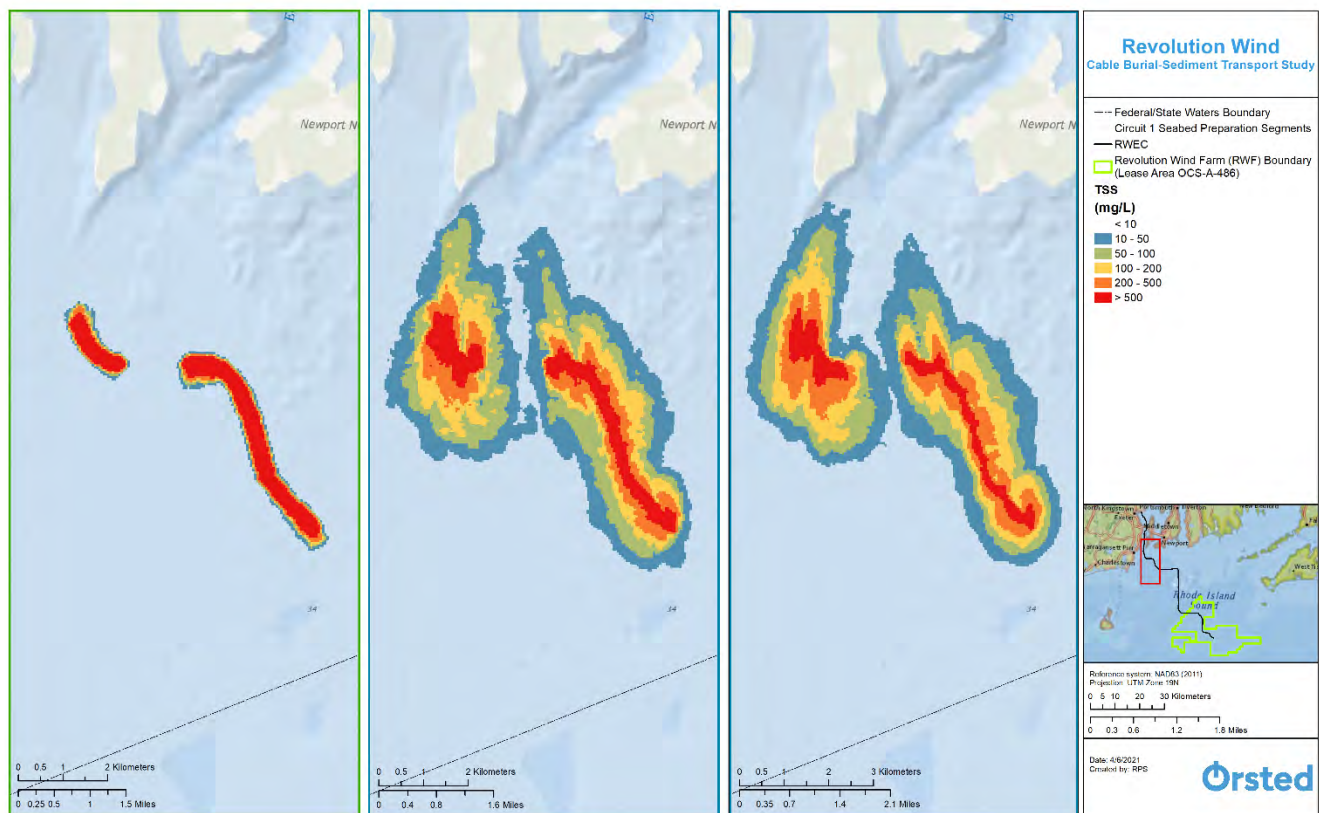 E
Newport N
34
0 0.5 1 2 Kilometers
0 0.25 0.5 1 1.5 Miles
E
Newport N
34
0 0.5 1 2 Kilometers
0 0.4 0.8 1.6 Miles
E
Newport N
34
0 0.5 1 2 3 Kilometers
0 0.35 0.7 1.4 2.1 Miles
Revolution Wind
Cable Burial-Sediment Transport Study
Federal/State Waters Boundary
Circuit 1 Seabed Preparation Segments
RWEC
Revolution Wind Farm (RWF) Boundary
(Lease Area OCS-A-486)
TSS
(mg/L)
< 10
10 - 50
50 - 100
100 - 200
200 - 500
> 500
Exeter
Middletown
Newport
Charlestown
West Ti
Rhode Island
Sound
Reference system: NAD83 (2011)
Projection: UTM Zone 19N
0 5 10 20 30 Kilometers
0 0.3 0.6 1.2 1.8 Miles
Date: 4/6/2021
Created by: RPS
Ørsted